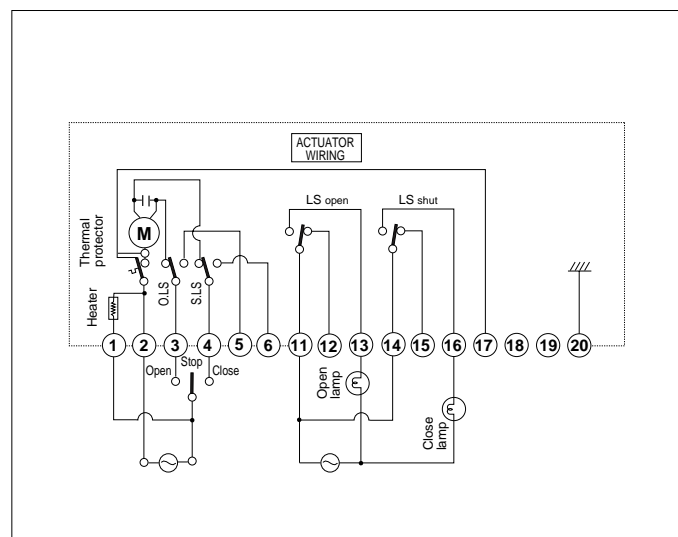 ACTUATOR
WIRING
LS open
LS shut
M
Thermal
protector
O.LS
S.LS
Heater
1 2 3 4 5 6 11 12 13 14 15 16 17 18 19 20
Open Stop Close
Open
lamp
Close
lamp